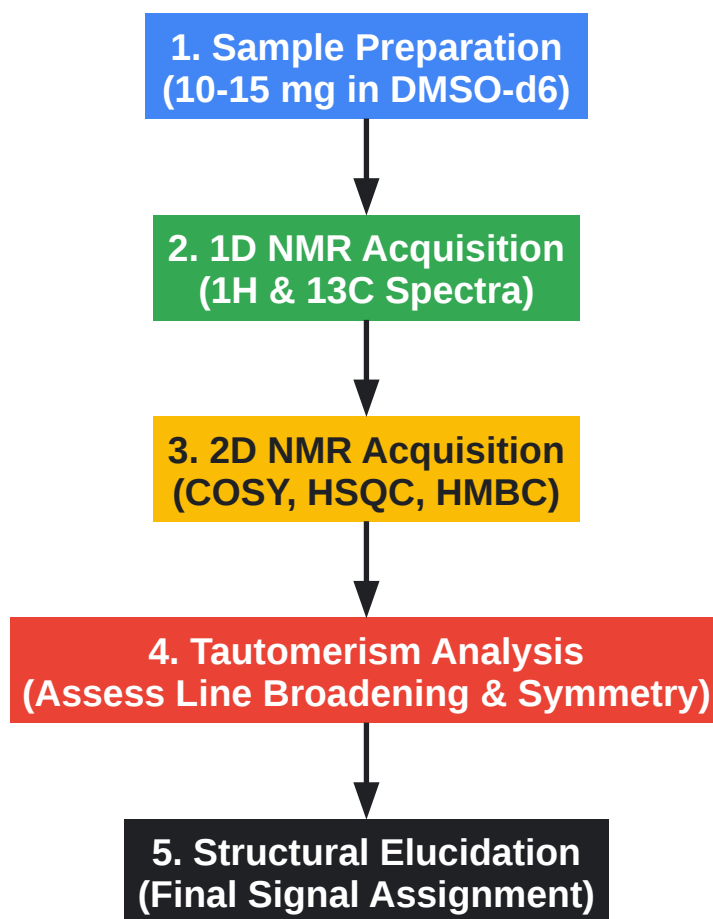 1. Sample Preparation
(10-15 mg in DMSO-d6)
2. 1D NMR Acquisition
(1H & 13C Spectra)
3. 2D NMR Acquisition
(COSY, HSQC, HMBC)
4. Tautomerism Analysis
(Assess Line Broadening & Symmetry)
5. Structural Elucidation
(Final Signal Assignment)